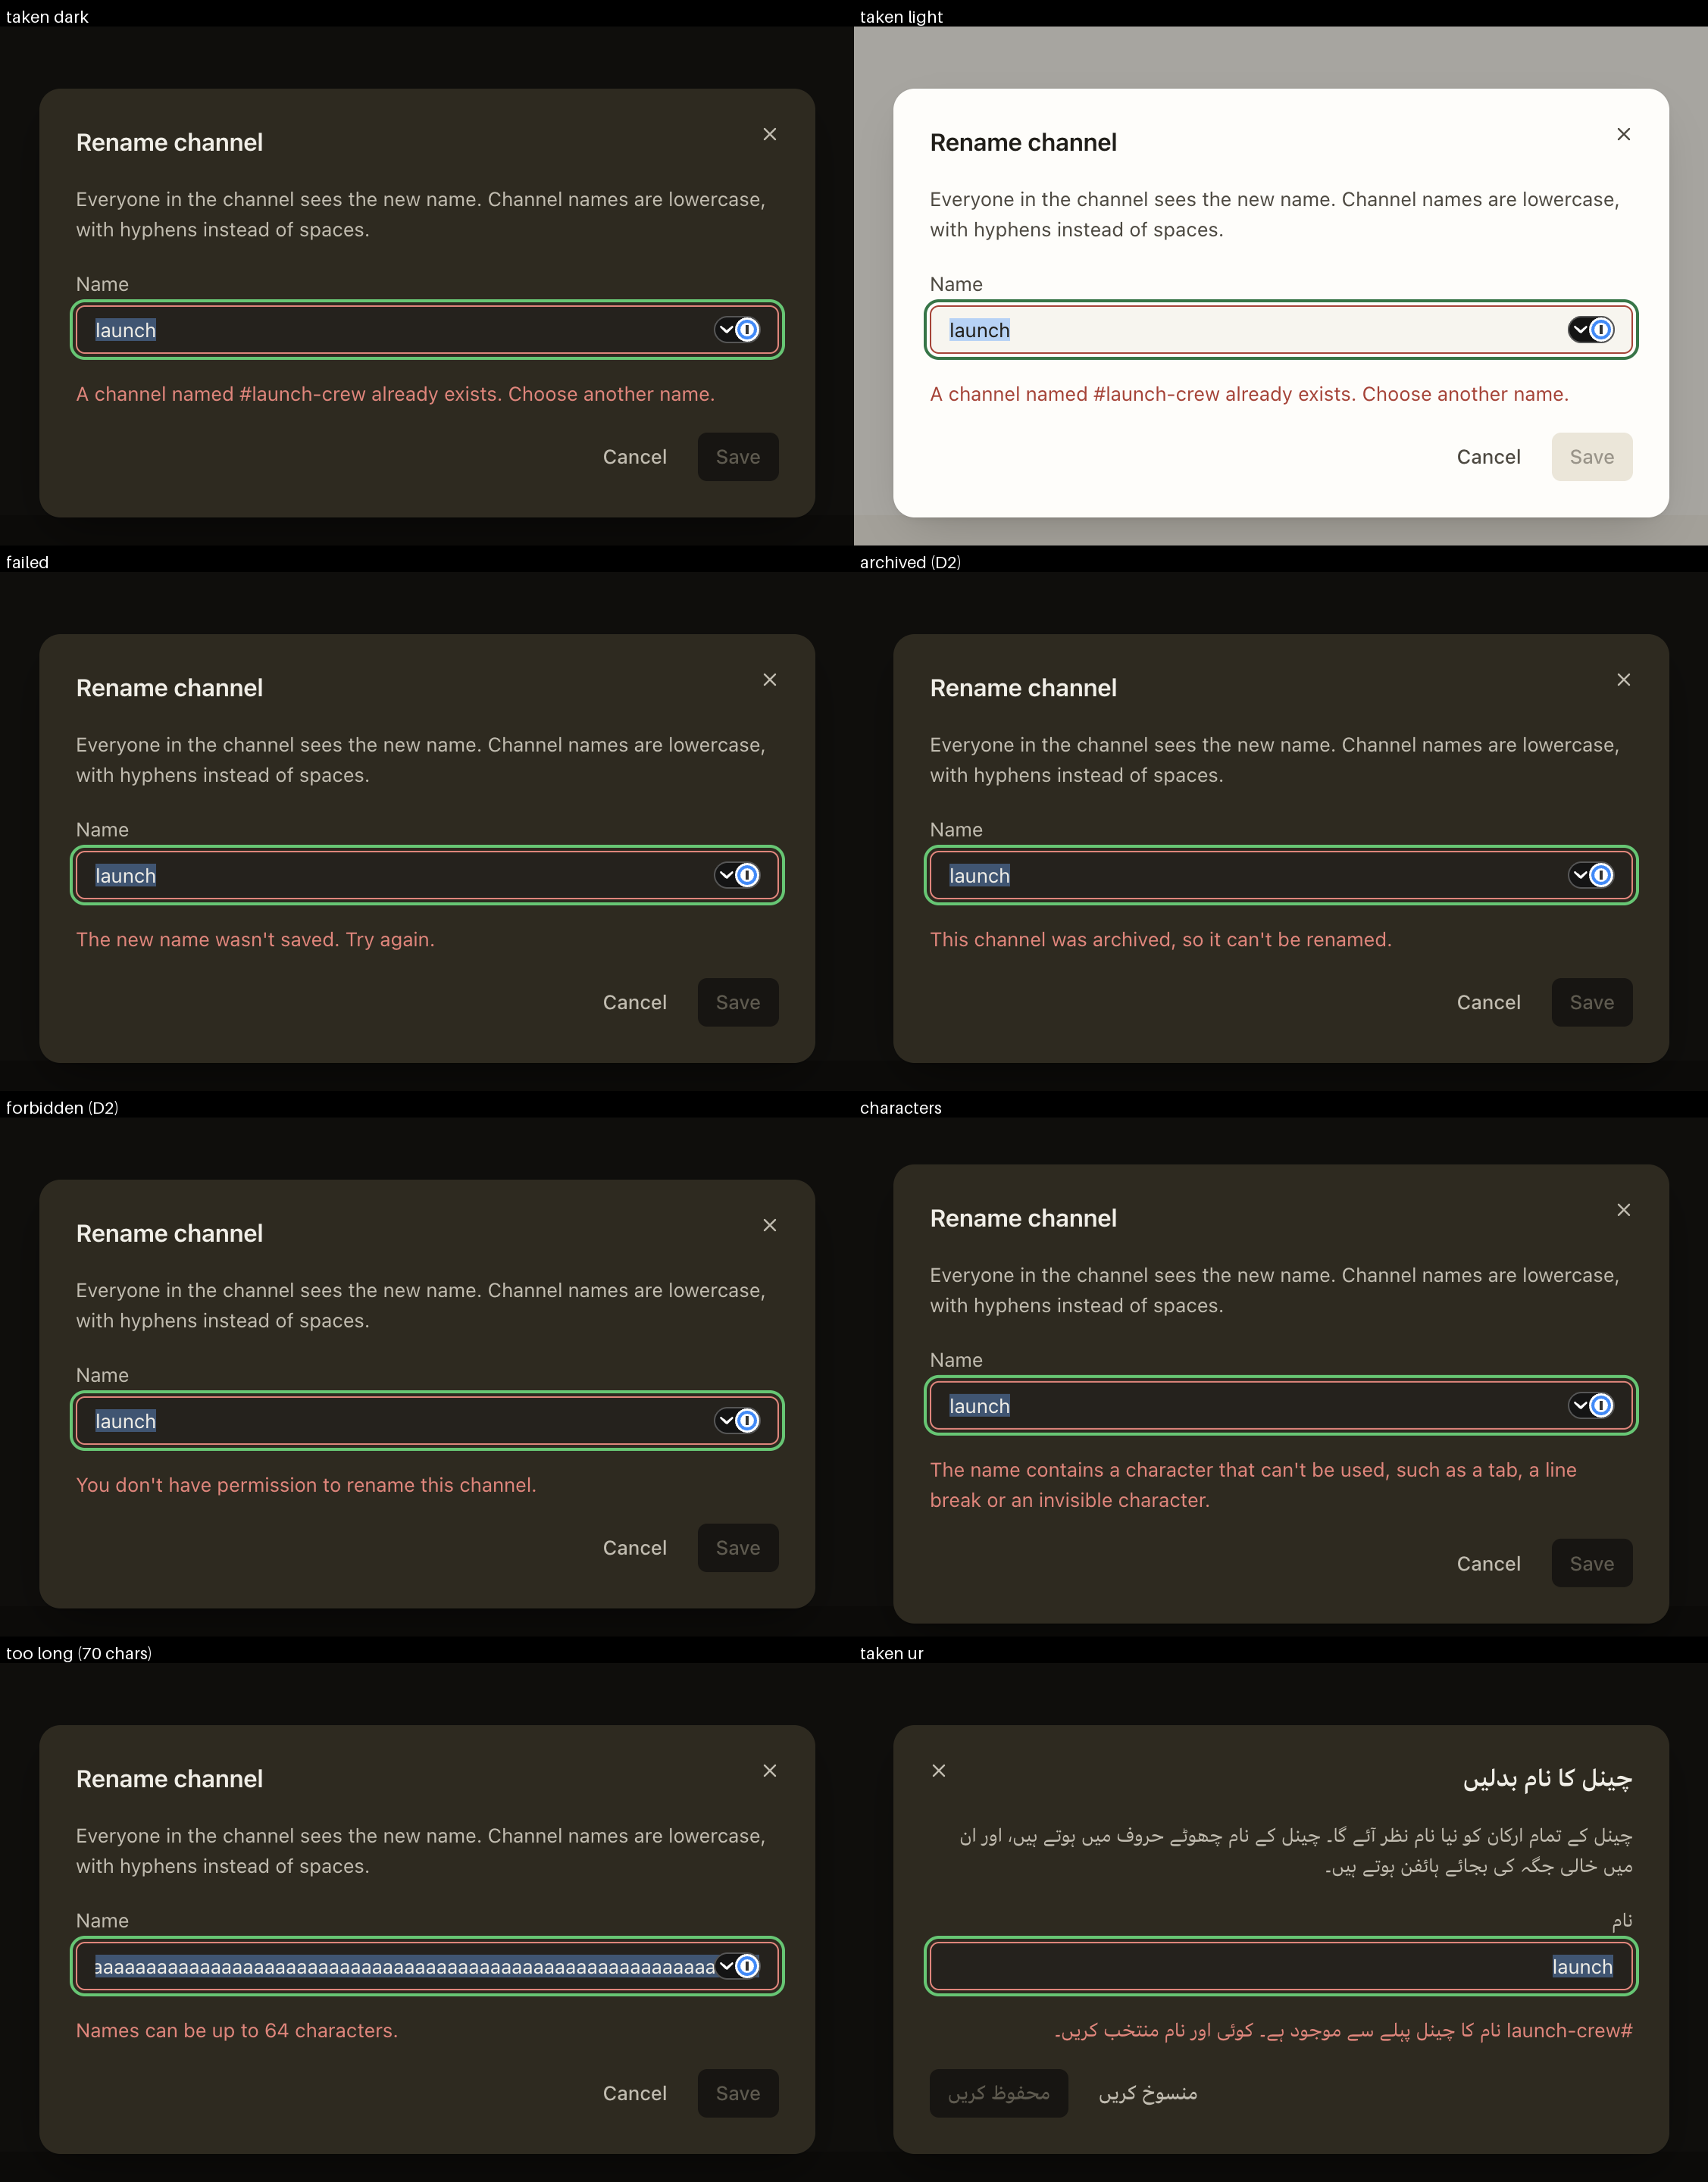 taken dark
Rename channel
Everyone in the channel sees the new name. Channel names are lowercase,
with hyphens instead of spaces.
Name
launch
A channel named #launch-crew already exists. Choose another name.
Cancel
Save
taken light
Rename channel
Everyone in the channel sees the new name. Channel names are lowercase,
with hyphens instead of spaces.
Name
launch
A channel named #launch-crew already exists. Choose another name.
Cancel
Save
failed
Rename channel
Everyone in the channel sees the new name. Channel names are lowercase,
with hyphens instead of spaces.
Name
launch
The new name wasn't saved. Try again.
Cancel
Save
archived (D2)
Rename channel
Everyone in the channel sees the new name. Channel names are lowercase,
with hyphens instead of spaces.
Name
launch
This channel was archived, so it can't be renamed.
Cancel
Save
forbidden (D2)
Rename channel
Everyone in the channel sees the new name. Channel names are lowercase,
with hyphens instead of spaces.
Name
launch
You don't have permission to rename this channel.
Cancel
Save
characters
Rename channel
Everyone in the channel sees the new name. Channel names are lowercase,
with hyphens instead of spaces.
Name
launch
The name contains a character that can't be used, such as a tab, a line
break or an invisible character.
Cancel
Save
too long (70 chars)
Rename channel
Everyone in the channel sees the new name. Channel names are lowercase,
with hyphens instead of spaces.
Name
Names can be up to 64 characters.
Cancel
Save
taken ur
چینل کا نام بدلیں
چینل کے تمام ارکان کو نیا نام نظر آئے گا۔ چینل کے نام چھوٹے حروف میں ہوتے ہیں، اور ان
میں خالی جگہ کی بجائے ہائفن ہوتے ہیں۔
نام
launch
#launch-crew نام کا چینل پہلے سے موجود ہے۔ کوئی اور نام منتخب کریں۔
منسوخ کریں
محفوظ کریں